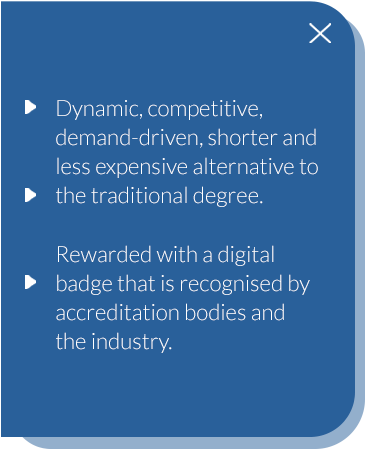 Dynamic, competitive,
demand-driven, shorter and
less expensive alternative to
the traditional degree.
Rewarded with a digital
badge that is recognised by
accreditation bodies and
the industry.